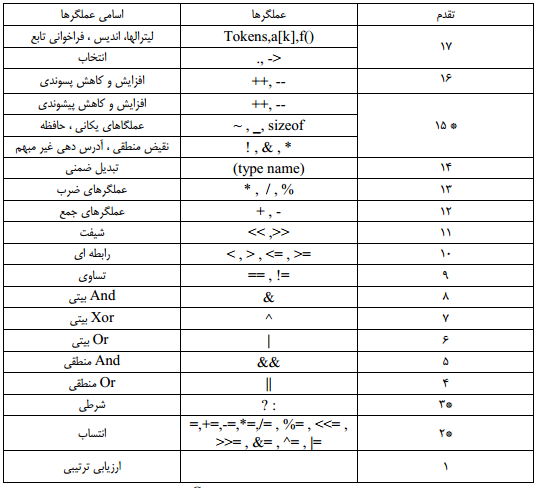 تقدم عملگرها اسامی عملگرها
۱۷ Tokens,a[k],f() لیترالها، اندیس ، فراخوانی تابع
., -> انتخاب
۱۶ ++, -- افزایش و کاهش پسوندی
++, -- افزایش و کاهش پیشوندی
* ۱۵ ~ , _, sizeof عملگاهای یکانی ، حافظه
! , & , * نقیض منطقی ، آدرس دهی غیر مبهم
۱۴ (type name) تبدیل ضمنی
۱۳ * , / , % عملگرهای ضرب
۱۲ + , - عملگرهای جمع
۱۱ << ,>> شیفت
۱۰ < , > , <= , >= رابطه ای
۹ == , != تساوی
۸ & And بیتی
۷ ^ Xor بیتی
۶ | Or بیتی
۵ && And منطقی
۴ || Or منطقی
*۳ ? : شرطی
*۲ =,+=,-=,*=,/= , %= , <<= , انتساب
>>= , &= , ^= , |=
۱ ارزیابی ترتیبی